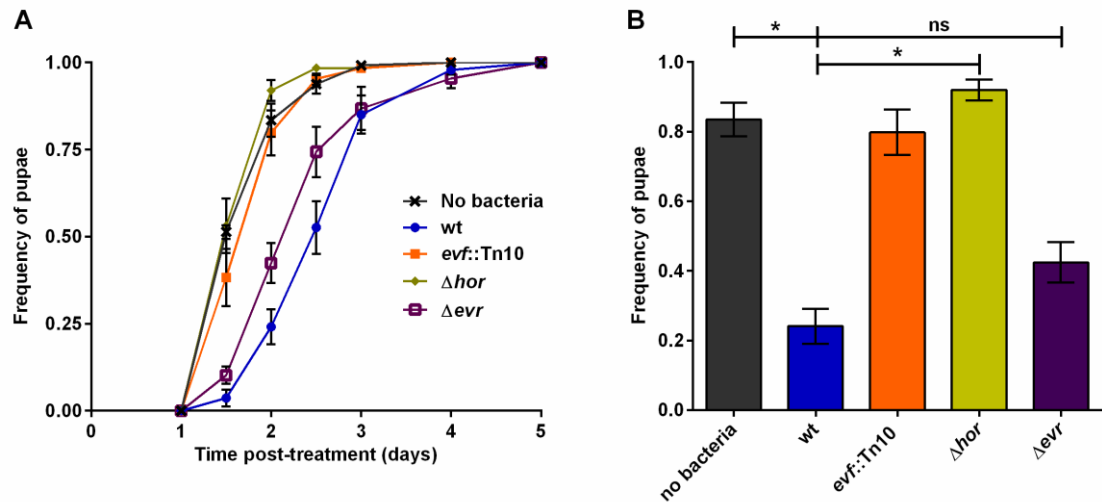 A
Frequency of pupae
1.00
0.75
0.50
0.25
0.00
0
1
2
3
4
5
Time post-treatment (days)
No bacteria
wt
evf::Tn10
Δhor
Δevr
B
*
ns
*
Frequency of pupae
1.0
0.8
0.6
0.4
0.2
0.0
no bacteria
wt
evf::Tn10
Δhor
Δevr